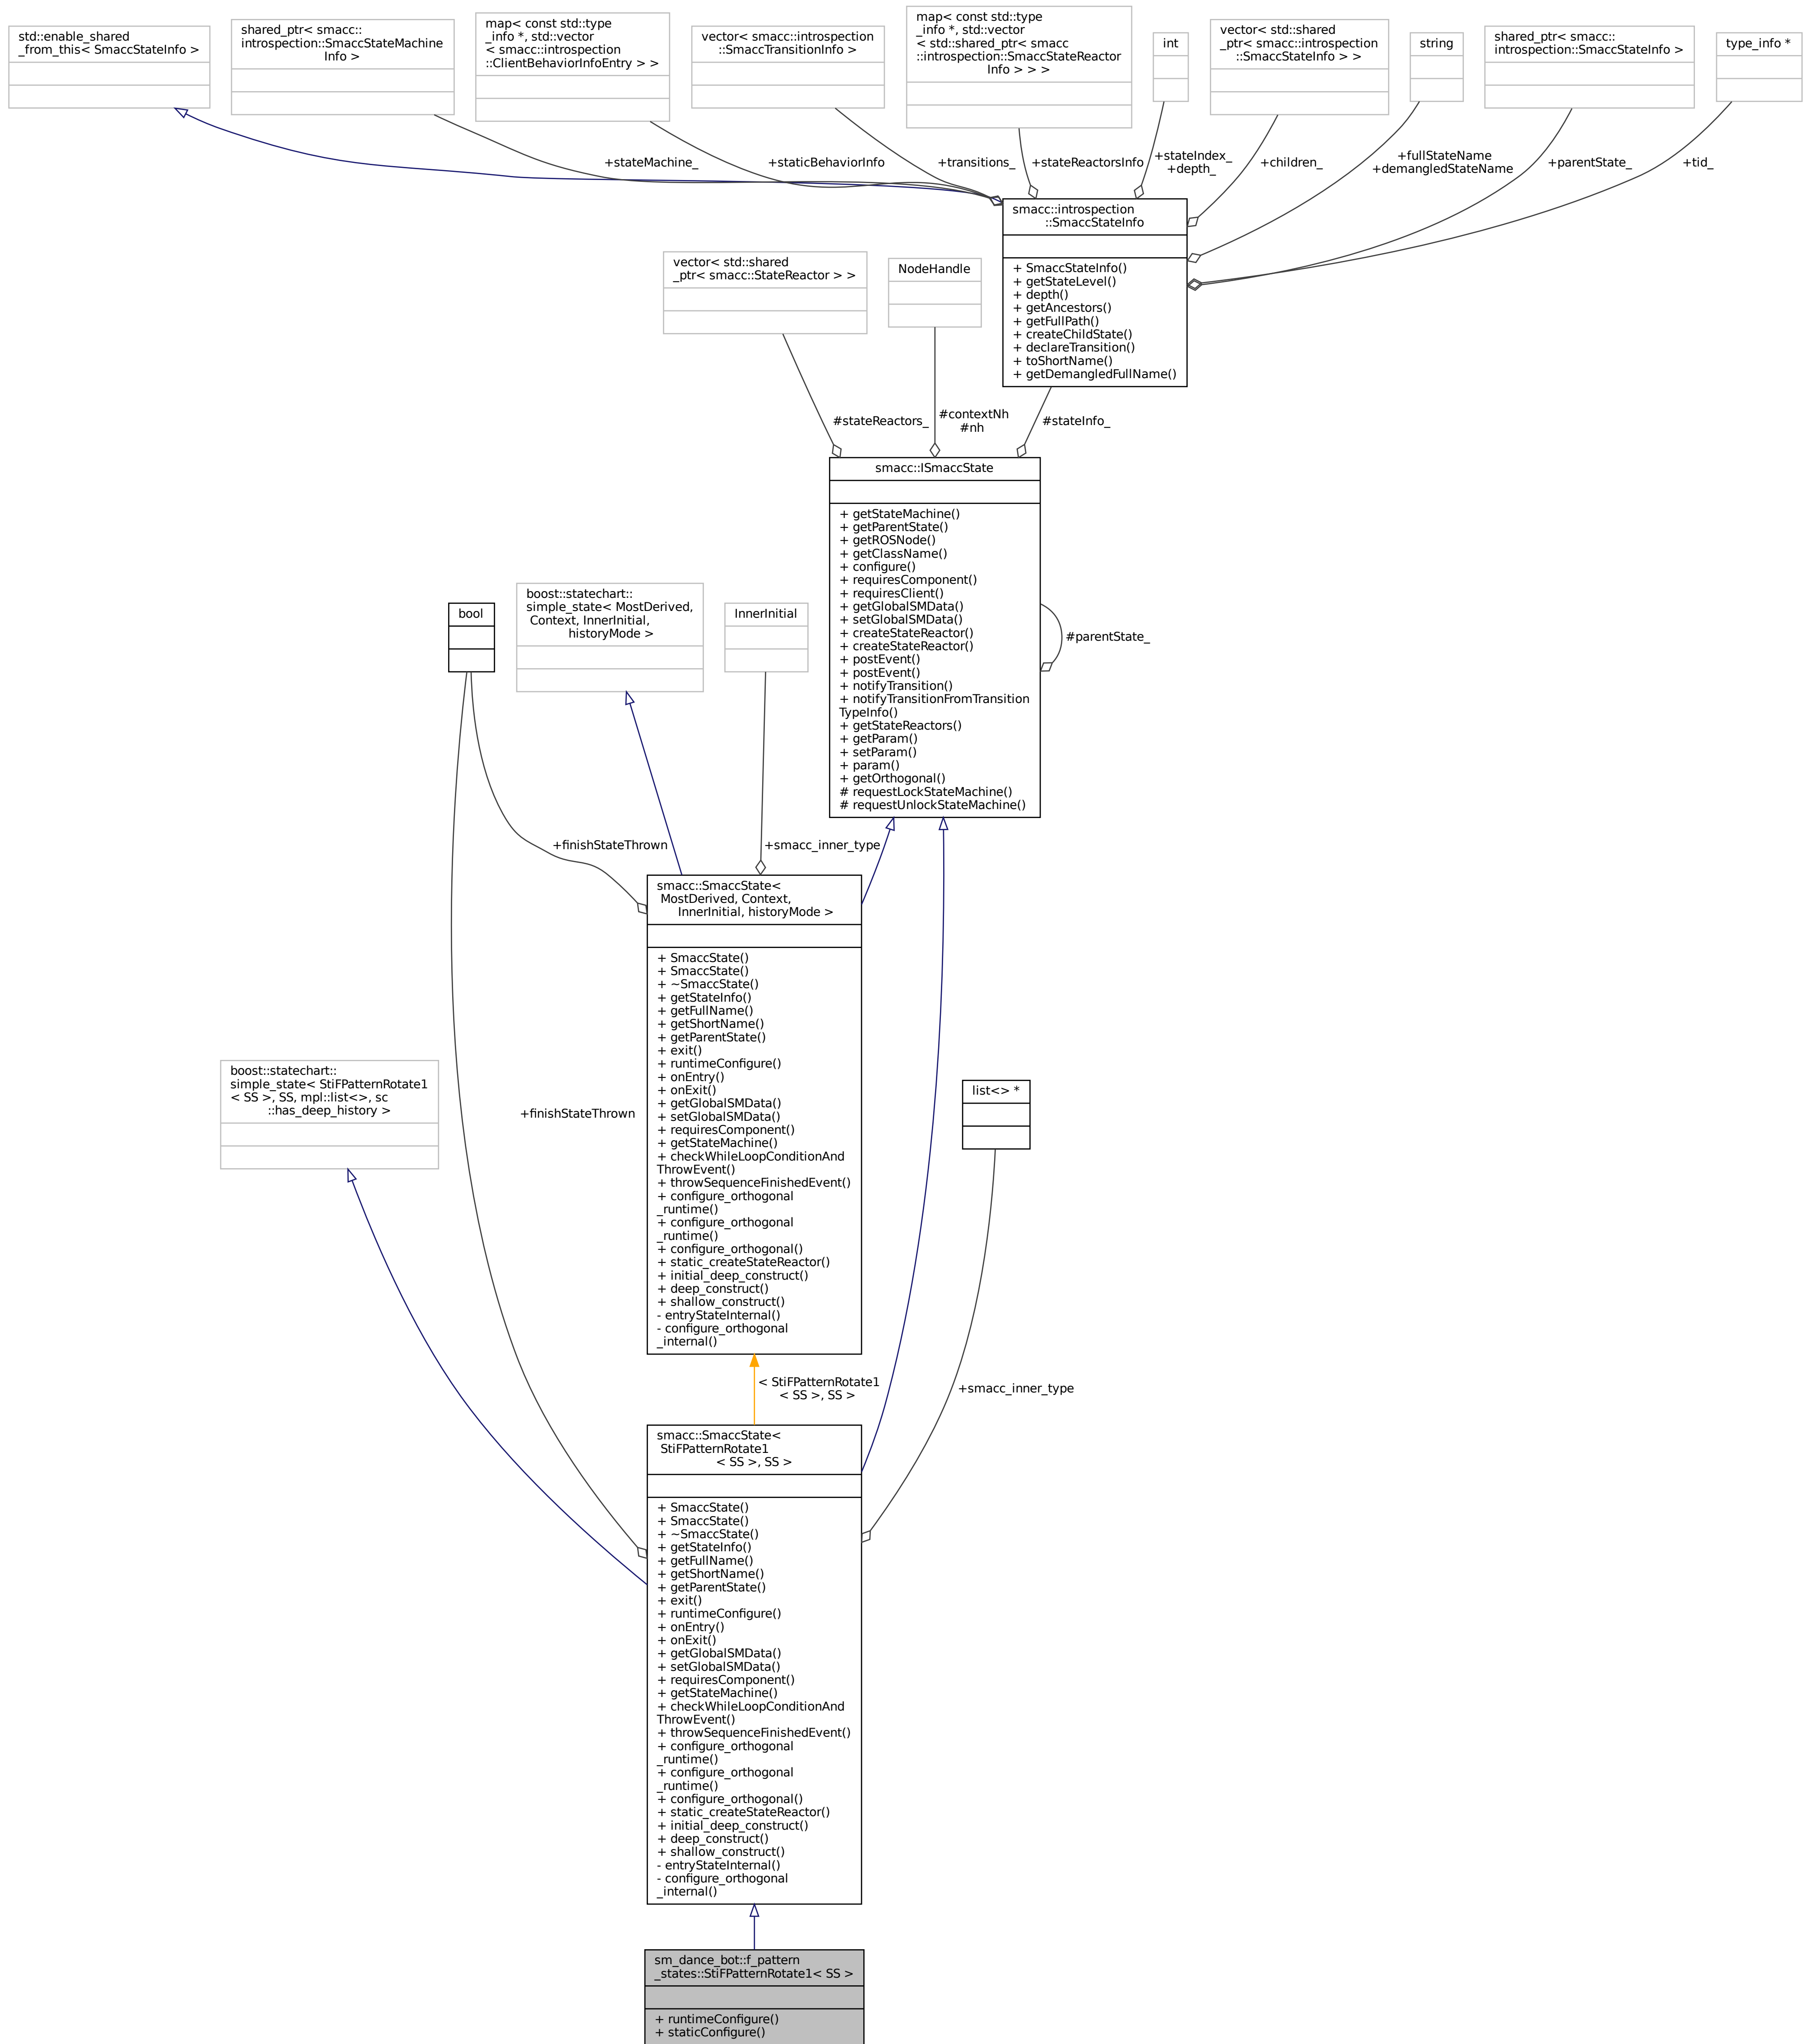 std::enable_shared
_from_this< SmaccStateInfo >
shared_ptr< smacc::
introspection::SmaccStateMachine
Info >
map< const std::type
_info *, std::vector
< smacc::introspection
::ClientBehaviorInfoEntry > >
vector< smacc::introspection
::SmaccTransitionInfo >
map< const std::type
_info *, std::vector
< std::shared_ptr< smacc
::introspection::SmaccStateReactor
Info > > >
int
vector< std::shared
_ptr< smacc::introspection
::SmaccStateInfo > >
string
shared_ptr< smacc::
introspection::SmaccStateInfo >
type_info *
+stateMachine_
+staticBehaviorInfo
+transitions_
+stateReactorsInfo
+stateIndex_
+depth_
+children_
+fullStateName
+demangledStateName
+parentState_
+tid_
smacc::introspection
::SmaccStateInfo
+ SmaccStateInfo()
+ getStateLevel()
+ depth()
+ getAncestors()
+ getFullPath()
+ createChildState()
+ declareTransition()
+ toShortName()
+ getDemangledFullName()
vector< std::shared
_ptr< smacc::StateReactor > >
NodeHandle
#stateReactors_
#contextNh
#nh
#stateInfo_
smacc::ISmaccState
+ getStateMachine()
+ getParentState()
+ getROSNode()
+ getClassName()
+ configure()
+ requiresComponent()
+ requiresClient()
+ getGlobalSMData()
+ setGlobalSMData()
+ createStateReactor()
+ createStateReactor()
+ postEvent()
+ postEvent()
+ notifyTransition()
+ notifyTransitionFromTransition
TypeInfo()
+ getStateReactors()
+ getParam()
+ setParam()
+ param()
+ getOrthogonal()
# requestLockStateMachine()
# requestUnlockStateMachine()
#parentState_
bool
boost::statechart::
simple_state< MostDerived,
Context, InnerInitial,
historyMode >
InnerInitial
+finishStateThrown
+smacc_inner_type
smacc::SmaccState<
MostDerived, Context,
InnerInitial, historyMode >
+ SmaccState()
+ SmaccState()
+ ~SmaccState()
+ getStateInfo()
+ getFullName()
+ getShortName()
+ getParentState()
+ exit()
+ runtimeConfigure()
+ onEntry()
+ onExit()
+ getGlobalSMData()
+ setGlobalSMData()
+ requiresComponent()
+ getStateMachine()
+ checkWhileLoopConditionAnd
ThrowEvent()
+ throwSequenceFinishedEvent()
+ configure_orthogonal
_runtime()
+ configure_orthogonal
_runtime()
+ configure_orthogonal()
+ static_createStateReactor()
+ initial_deep_construct()
+ deep_construct()
+ shallow_construct()
- entryStateInternal()
- configure_orthogonal
_internal()
boost::statechart::
simple_state< StiFPatternRotate1
< SS >, SS, mpl::list<>, sc
::has_deep_history >
+finishStateThrown
list<> *
< StiFPatternRotate1
< SS >, SS >
+smacc_inner_type
smacc::SmaccState<
StiFPatternRotate1
< SS >, SS >
+ SmaccState()
+ SmaccState()
+ ~SmaccState()
+ getStateInfo()
+ getFullName()
+ getShortName()
+ getParentState()
+ exit()
+ runtimeConfigure()
+ onEntry()
+ onExit()
+ getGlobalSMData()
+ setGlobalSMData()
+ requiresComponent()
+ getStateMachine()
+ checkWhileLoopConditionAnd
ThrowEvent()
+ throwSequenceFinishedEvent()
+ configure_orthogonal
_runtime()
+ configure_orthogonal
_runtime()
+ configure_orthogonal()
+ static_createStateReactor()
+ initial_deep_construct()
+ deep_construct()
+ shallow_construct()
- entryStateInternal()
- configure_orthogonal
_internal()
sm_dance_bot::f_pattern
_states::StiFPatternRotate1< SS >
+ runtimeConfigure()
+ staticConfigure()